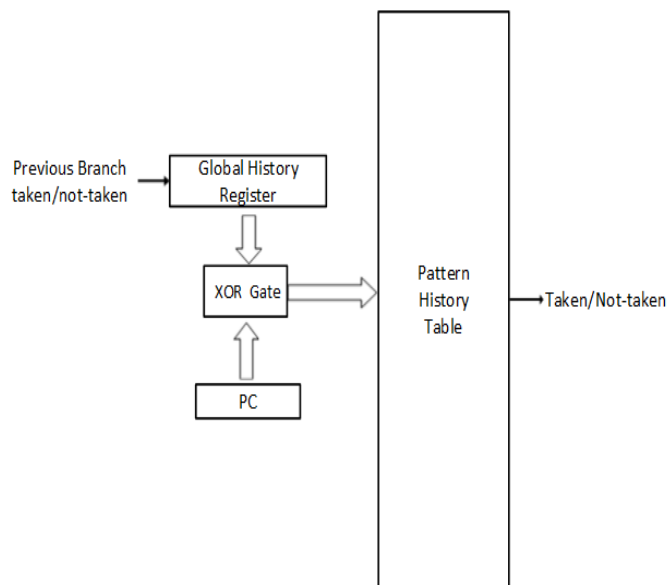 Previous Branch
taken/not-taken
Global History
Register
XOR Gate
PC
Pattern
History
Table
Taken/Not-taken